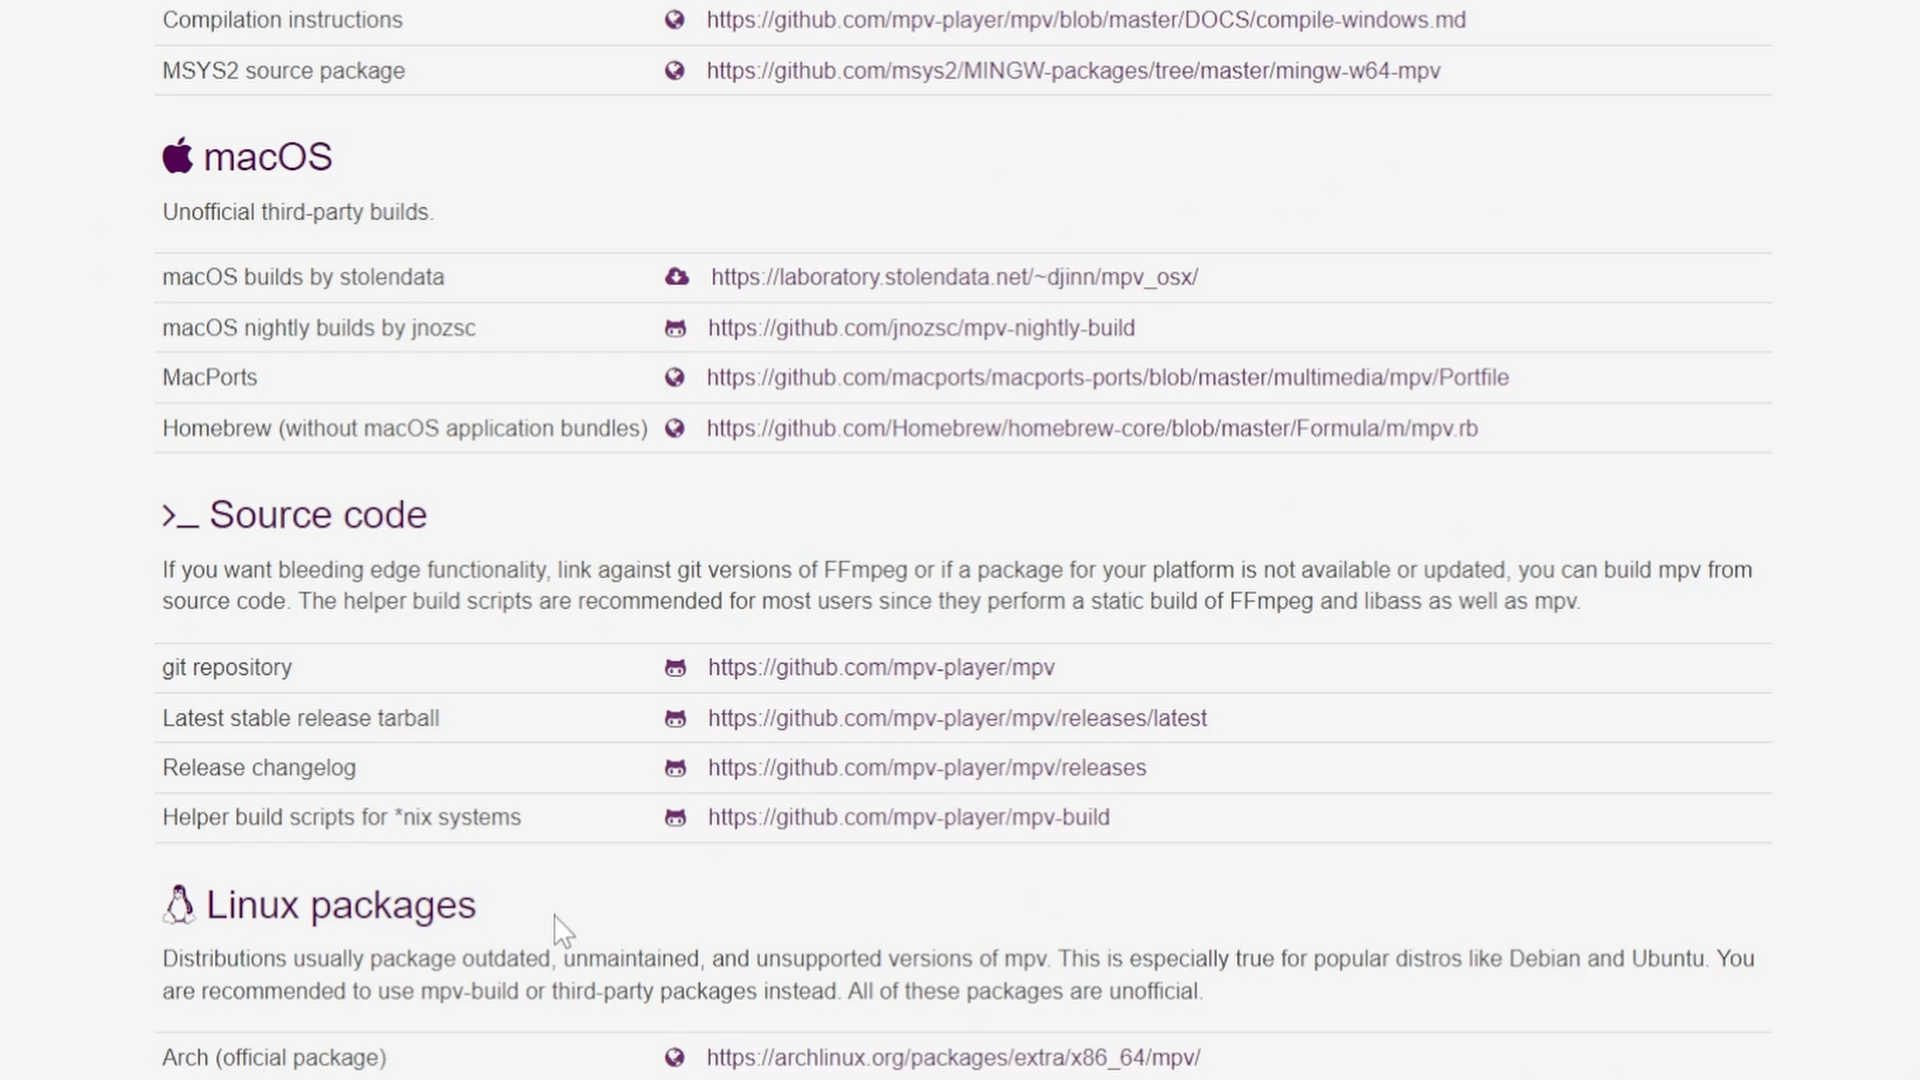 Compilation instructions https://github.com/mpv-player/mpv/blob/master/DOCS/compile-windows.md
MSYS2 source package https://github.com/msys2/MINGW-packages/tree/master/mingw-w64-mpv
macOS
Unofficial third-party builds.
macOS builds by stolendata https://laboratory.stolendata.net/~djinn/mpv_osx/
macOS nightly builds by jnozsc https://github.com/jnozsc/mpv-nightly-build
MacPorts https://github.com/macports/macports-ports/blob/master/multimedia/mpv/Portfile
Homebrew (without macOS application bundles) https://github.com/Homebrew/homebrew-core/blob/master/Formula/m/mpv.rb
>_ Source code
If you want bleeding edge functionality, link against git versions of FFmpeg or if a package for your platform is not available or updated, you can build mpv from
source code. The helper build scripts are recommended for most users since they perform a static build of FFmpeg and libass as well as mpv.
git repository https://github.com/mpv-player/mpv
Latest stable release tarball https://github.com/mpv-player/mpv/releases/latest
Release changelog https://github.com/mpv-player/mpv/releases
Helper build scripts for *nix systems https://github.com/mpv-player/mpv-build
Linux packages
Distributions usually package outdated, unmaintained, and unsupported versions of mpv. This is especially true for popular distros like Debian and Ubuntu. You
are recommended to use mpv-build or third-party packages instead. All of these packages are unofficial.
Arch (official package) https://archlinux.org/packages/extra/x86_64/mpv/